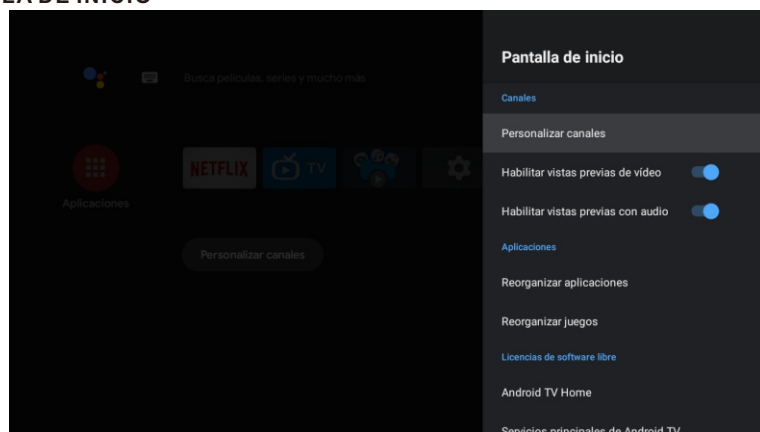 LA DE INICIO
Busca películas, series y mucho más
NETFLIX
TV
Aplicaciones
Personalizar canales
Pantalla de inicio
Canales
Personalizar canales
Habilitar vistas previas de vídeo
Habilitar vistas previas con audio
Aplicaciones
Reorganizar aplicaciones
Reorganizar juegos
Licencias de software libre
Android TV Home
Servicios principales de Android TV